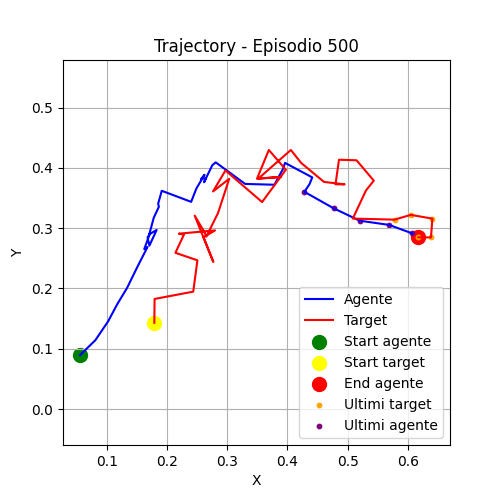 Trajectory - Episodio 500
Y
0.5
0.4
0.3
0.2
0.1
0.0
Agente
Target
Start agente
Start target
End agente
Ultimi target
Ultimi agente
0.1 0.2 0.3 0.4 0.5 0.6
X